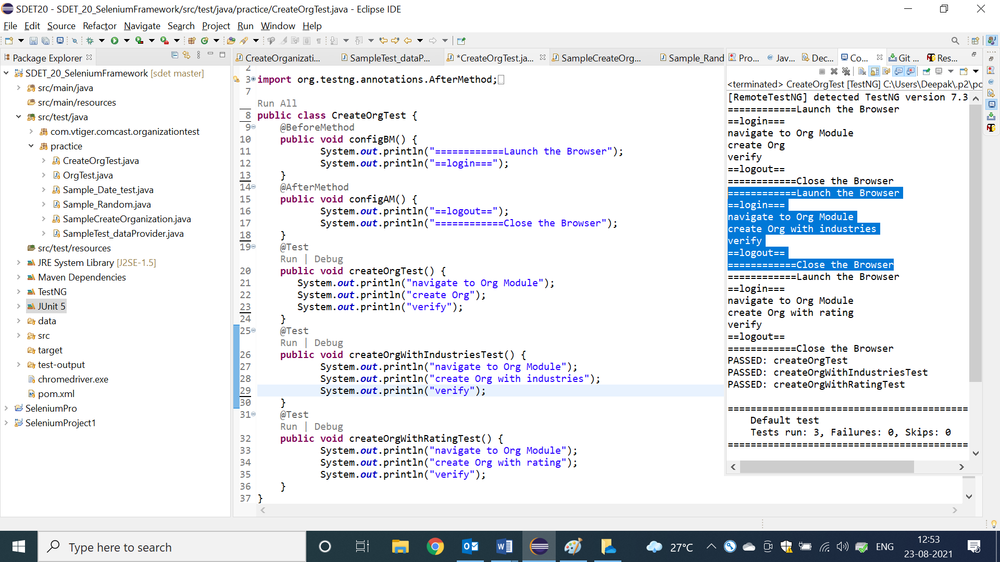 SDET20 - SDET_20_SeleniumFramework/src/test/java/practice/CreateOrgTest.java - Eclipse IDE
File Edit Source Refactor Navigate Search Project Run Window Help
Package Explorer
SDET_20_SeleniumFramework [sdet master]
src/main/java
src/main/resources
src/test/java
com.vtiger.comcast.organizationtest
practice
CreateOrgTest.java
OrgTest.java
Sample_Date_test.java
Sample_Random.java
SampleCreateOrganization.java
SampleTest_dataProvider.java
src/test/resources
JRE System Library [J2SE-1.5]
Maven Dependencies
TestNG
JUnit 5
data
src
target
test-output
chromedriver.exe
pom.xml
SeleniumPro
SeleniumProject1
CreateOrganizati... SampleTest_dataP... *CreateOrgTest.ja... SampleCreateOrg... Sample_Rand
2
3 import org.testng.annotations.AfterMethod;
7
Run All
8 public class CreateOrgTest {
9 @BeforeMethod
10 public void configBM() {
11 System.out.println("============Launch the Browser");
12 System.out.println("==login===");
13 }
14 @AfterMethod
15 public void configAM() {
16 System.out.println("==logout==");
17 System.out.println("============Close the Browser");
18 }
19 @Test
Run | Debug
20 public void createOrgTest() {
21 System.out.println("navigate to Org Module");
22 System.out.println("create Org");
23 System.out.println("verify");
24 }
25 @Test
Run | Debug
26 public void createOrgWithIndustriesTest() {
27 System.out.println("navigate to Org Module");
28 System.out.println("create Org with industries");
29 System.out.println("verify");
30 }
31 @Test
Run | Debug
32 public void createOrgWithRatingTest() {
33 System.out.println("navigate to Org Module");
34 System.out.println("create Org with rating");
35 System.out.println("verify");
36 }
37 }
Pro... Jav... Dec... Co... Git ... Res...
<terminated> CreateOrgTest [TestNG] C:\Users\Deepak\.p2\po
[RemoteTestNG] detected TestNG version 7.3
============Launch the Browser
==login===
navigate to Org Module
create Org
verify
==logout==
============Close the Browser
============Launch the Browser
==login===
navigate to Org Module
create Org with industries
verify
==logout==
============Close the Browser
============Launch the Browser
==login===
navigate to Org Module
create Org with rating
verify
==logout==
============Close the Browser
PASSED: createOrgTest
PASSED: createOrgWithIndustriesTest
PASSED: createOrgWithRatingTest
==========================================
Default test
Tests run: 3, Failures: 0, Skips: 0
==========================================
Type here to search
27°C
ENG
12:53
23-08-2021